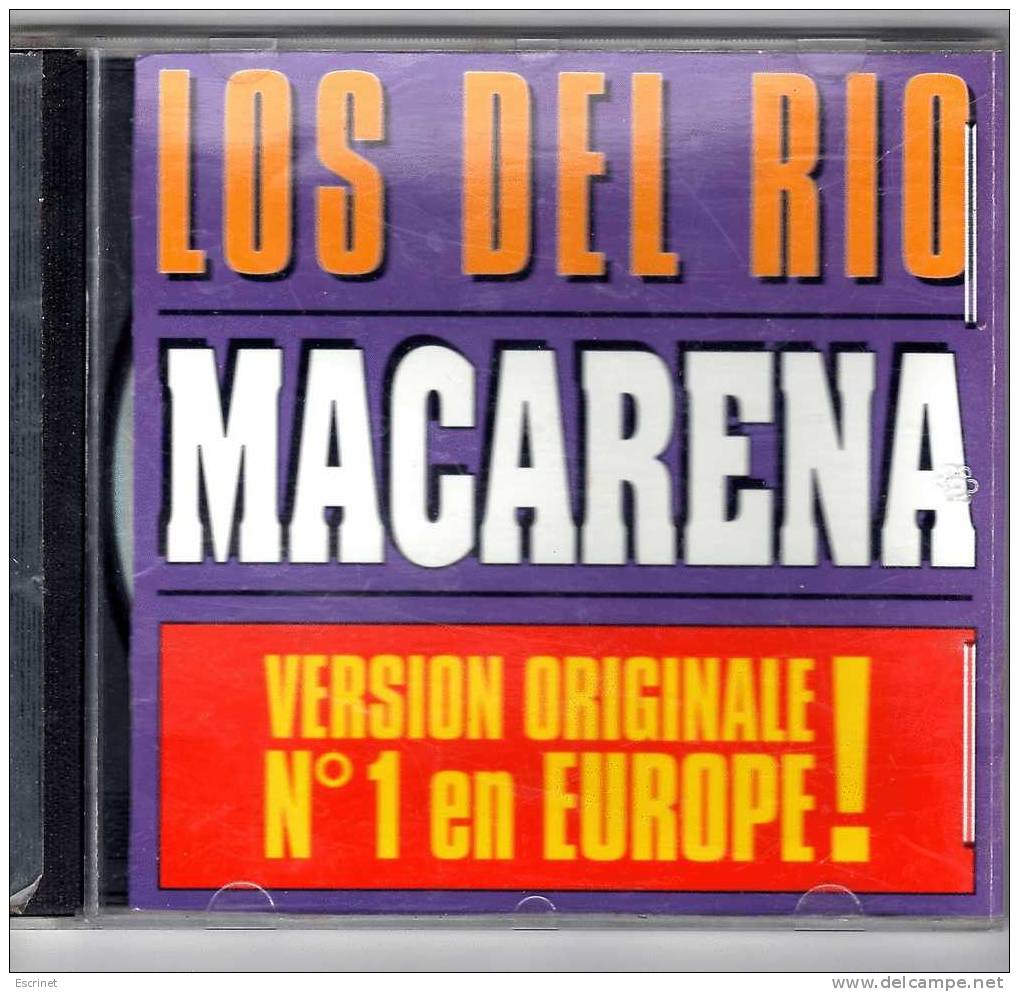 LOS DEL RIO
MACARENA
VERSION ORIGINALE
N° 1 en EUROPE !
Escrinet
www.delcampe.net